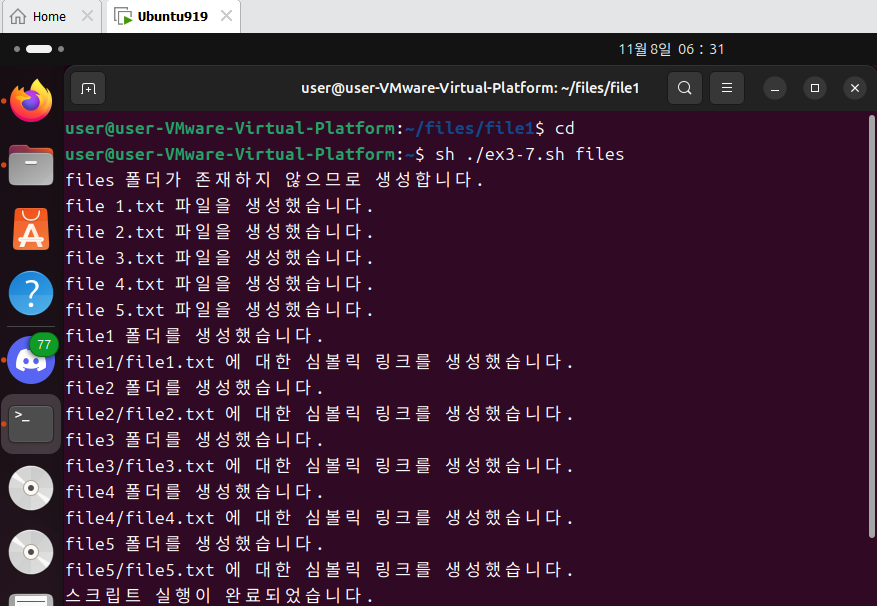 Home
Ubuntu919
11월 8일 06 : 31
user@user-VMware-Virtual-Platform: ~/files/file1
user@user-VMware-Virtual-Platform:~/files/file1$ cd
user@user-VMware-Virtual-Platform:~$ sh ./ex3-7.sh files
files 폴더가 존재하지 않으므로 생성합니다.
file 1.txt 파일을 생성했습니다.
file 2.txt 파일을 생성했습니다.
file 3.txt 파일을 생성했습니다.
file 4.txt 파일을 생성했습니다.
file 5.txt 파일을 생성했습니다.
file1 폴더를 생성했습니다.
file1/file1.txt 에 대한 심볼릭 링크를 생성했습니다.
file2 폴더를 생성했습니다.
file2/file2.txt 에 대한 심볼릭 링크를 생성했습니다.
file3 폴더를 생성했습니다.
file3/file3.txt 에 대한 심볼릭 링크를 생성했습니다.
file4 폴더를 생성했습니다.
file4/file4.txt 에 대한 심볼릭 링크를 생성했습니다.
file5 폴더를 생성했습니다.
file5/file5.txt 에 대한 심볼릭 링크를 생성했습니다.
스크립트 실행이 완료되었습니다.
77